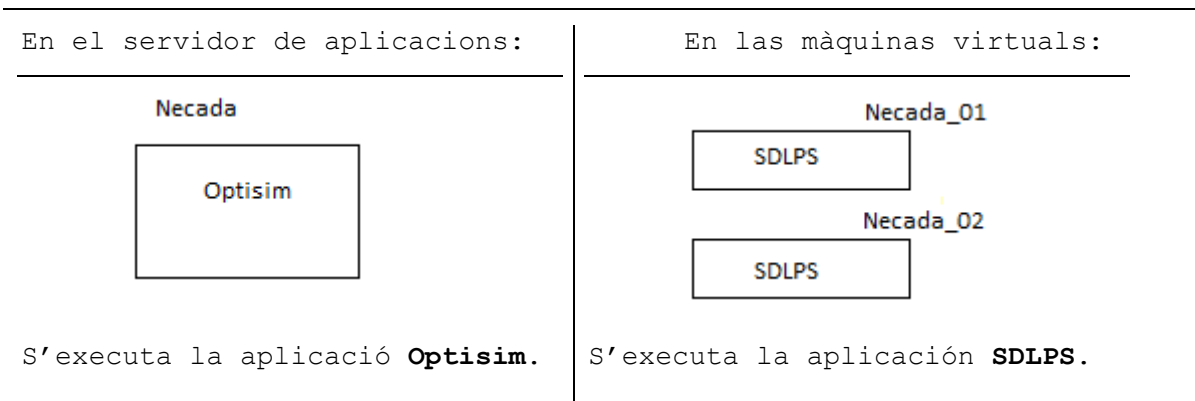 En el servidor de aplicacions:
Necada
Optisim
S’executa la aplicació Optisim.
En las màquinas virtuals:
Necada_01
SDLPS
Necada_02
SDLPS
S’executa la aplicación SDLPS.